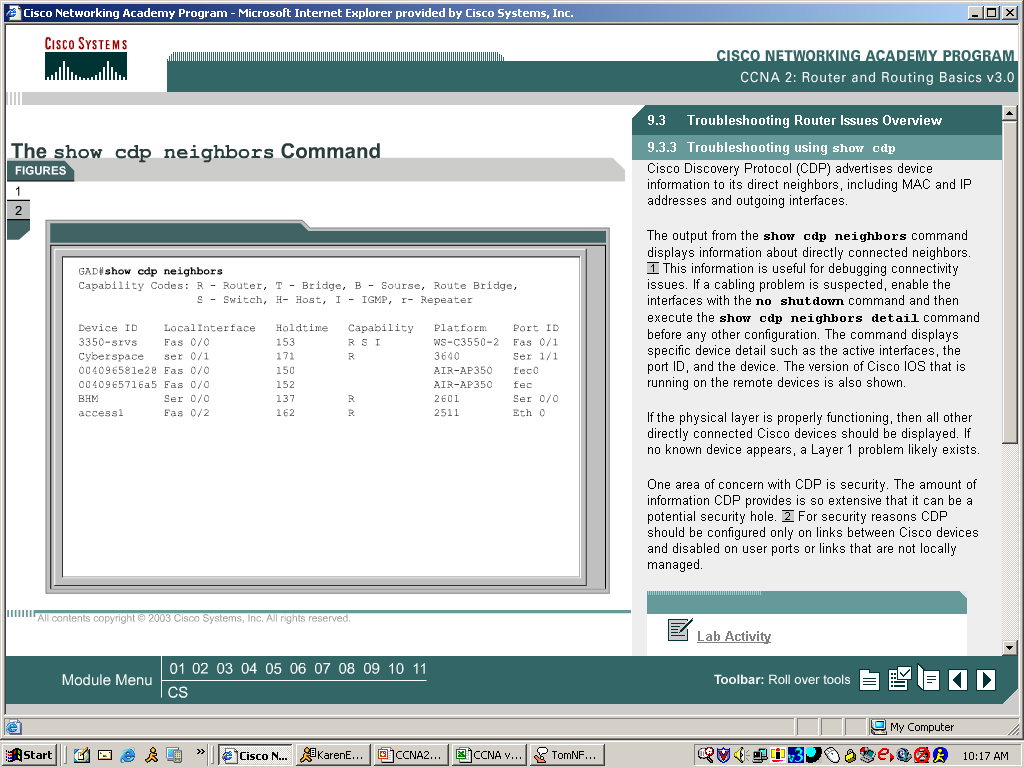 Cisco Networking Academy Program - Microsoft Internet Explorer provided by Cisco Systems, Inc.
CISCO SYSTEMS
CISCO NETWORKING ACADEMY PROGRAM
CCNA 2: Router and Routing Basics v3.0
The show cdp neighbors Command
FIGURES
1
2
GAD#show cdp neighbors
Capability Codes: R - Router, T - Bridge, B - Sourse, Route Bridge,
S - Switch, H- Host, I - IGMP, r- Repeater
Device ID LocalInterface Holdtime Capability Platform Port ID
3350-srvs Fas 0/0 153 R S I WS-C3550-2 Fas 0/1
Cyberspace ser 0/1 171 R 3640 Ser 1/1
004096581e28 Fas 0/0 150 AIR-AP350 fec0
0040965716a5 Fas 0/0 152 AIR-AP350 fec
BHM Ser 0/0 137 R 2601 Ser 0/0
access1 Fas 0/2 162 R 2511 Eth 0
All contents copyright © 2003 Cisco Systems, Inc. All rights reserved.
9.3 Troubleshooting Router Issues Overview
9.3.3 Troubleshooting using show cdp
Cisco Discovery Protocol (CDP) advertises device
information to its direct neighbors, including MAC and IP
addresses and outgoing interfaces.
The output from the show cdp neighbors command
displays information about directly connected neighbors.
1 This information is useful for debugging connectivity
issues. If a cabling problem is suspected, enable the
interfaces with the no shutdown command and then
execute the show cdp neighbors detail command
before any other configuration. The command displays
specific device detail such as the active interfaces, the
port ID, and the device. The version of Cisco IOS that is
running on the remote devices is also shown.
If the physical layer is properly functioning, then all other
directly connected Cisco devices should be displayed. If
no known device appears, a Layer 1 problem likely exists.
One area of concern with CDP is security. The amount of
information CDP provides is so extensive that it can be a
potential security hole. 2 For security reasons CDP
should be configured only on links between Cisco devices
and disabled on user ports or links that are not locally
managed.
Lab Activity
Module Menu
01 02 03 04 05 06 07 08 09 10 11
CS
Toolbar: Roll over tools
My Computer
Start
Cisco N...
KarenE...
CCNA2...
CCNA v...
TomNF...
10:17 AM